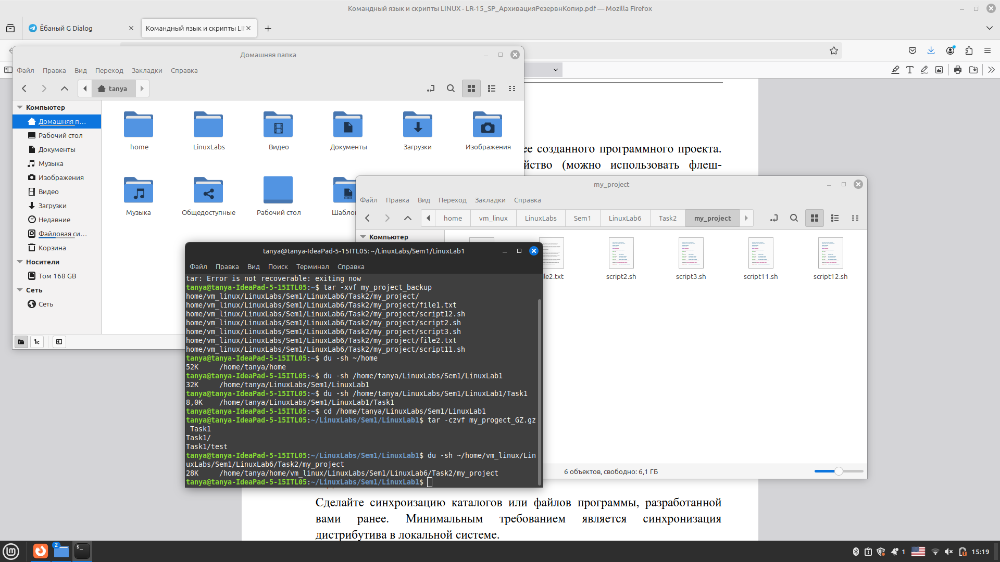 Командный язык и скрипты LINUX - LR-15_SP_АрхивацияРезервнКопир.pdf — Mozilla Firefox
Ёбаный G Dialog
Командный язык и скрипты LI
Домашняя папка
Файл Правка Вид Переход Закладки Справка
tanya
Компьютер
Домашняя п...
Рабочий стол
Документы
Музыка
Изображения
Видео
Загрузки
Недавние
Файловая си...
Корзина
Носители
Том 168 GB
Сеть
Сеть
home
LinuxLabs
Видео
Документы
Загрузки
Изображения
Музыка
Общедоступные
Рабочий стол
созданного программного проекта.
(можно использовать флеш-
my_project
Файл Правка Вид Переход Закладки Справка
home vm_linux LinuxLabs Sem1 LinuxLab6 Task2 my_project
Компьютер
script2.sh
script3.sh
script11.sh
script12.sh
6 объектов, свободно: 6,1 ГБ
tanya@tanya-IdeaPad-5-15ITL05: ~/LinuxLabs/Sem1/LinuxLab1
Файл Правка Вид Поиск Терминал Справка
tar: Error is not recoverable: exiting now
tanya@tanya-IdeaPad-5-15ITL05:~$ tar -xvf my_project_backup
home/vm_linux/LinuxLabs/Sem1/LinuxLab6/Task2/my_project/
home/vm_linux/LinuxLabs/Sem1/LinuxLab6/Task2/my_project/file1.txt
home/vm_linux/LinuxLabs/Sem1/LinuxLab6/Task2/my_project/script12.sh
home/vm_linux/LinuxLabs/Sem1/LinuxLab6/Task2/my_project/script2.sh
home/vm_linux/LinuxLabs/Sem1/LinuxLab6/Task2/my_project/script3.sh
home/vm_linux/LinuxLabs/Sem1/LinuxLab6/Task2/my_project/file2.txt
home/vm_linux/LinuxLabs/Sem1/LinuxLab6/Task2/my_project/script11.sh
tanya@tanya-IdeaPad-5-15ITL05:~$ du -sh ~/home
52K /home/tanya/home
tanya@tanya-IdeaPad-5-15ITL05:~$ du -sh /home/tanya/LinuxLabs/Sem1/LinuxLab1
32K /home/tanya/LinuxLabs/Sem1/LinuxLab1
tanya@tanya-IdeaPad-5-15ITL05:~$ du -sh /home/tanya/LinuxLabs/Sem1/LinuxLab1/Task1
8,0K /home/tanya/LinuxLabs/Sem1/LinuxLab1/Task1
tanya@tanya-IdeaPad-5-15ITL05:~$ cd /home/tanya/LinuxLabs/Sem1/LinuxLab1
tanya@tanya-IdeaPad-5-15ITL05:~/LinuxLabs/Sem1/LinuxLab1$ tar -czvf my_progect_GZ.gz
Task1
Task1/
Task1/test
tanya@tanya-IdeaPad-5-15ITL05:~/LinuxLabs/Sem1/LinuxLab1$ du -sh ~/home/vm_linux/Lin
uxLabs/Sem1/LinuxLab6/Task2/my_project
28K /home/tanya/home/vm_linux/LinuxLabs/Sem1/LinuxLab6/Task2/my_project
tanya@tanya-IdeaPad-5-15ITL05:~/LinuxLabs/Sem1/LinuxLab1$
Сделайте синхроизацию каталогов или файлов программы, разработанной
вами ранее. Минимальным требованием является синхронизация
дистрибутива в локальной системе.
2
1
15:19